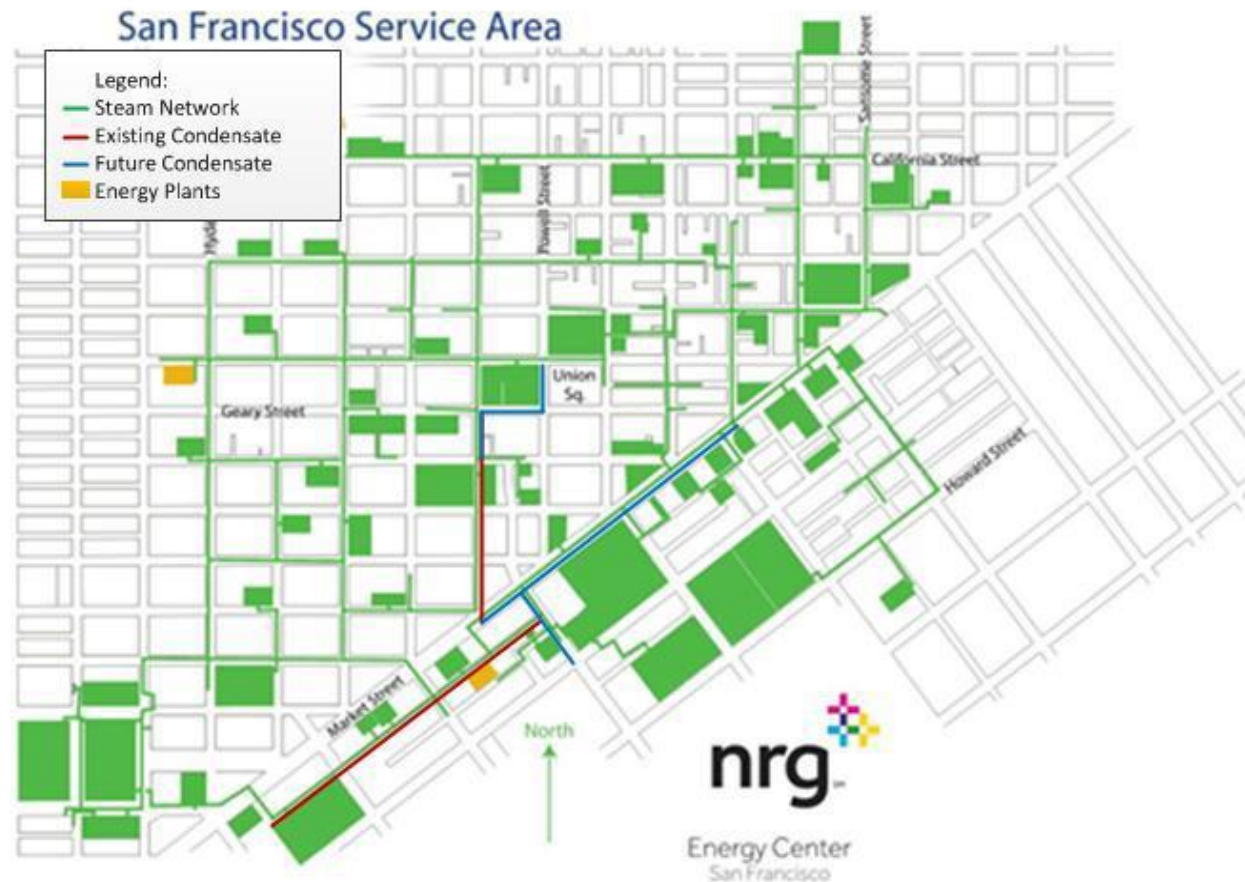 San Francisco Service Area
Legend:
Steam Network
Existing Condensate
Future Condensate
Energy Plants
Sansome Street
California Street
Powell Street
Union
Sq.
Geary Street
Howard Street
Market Street
North
nrg
Energy Center
San Francisco